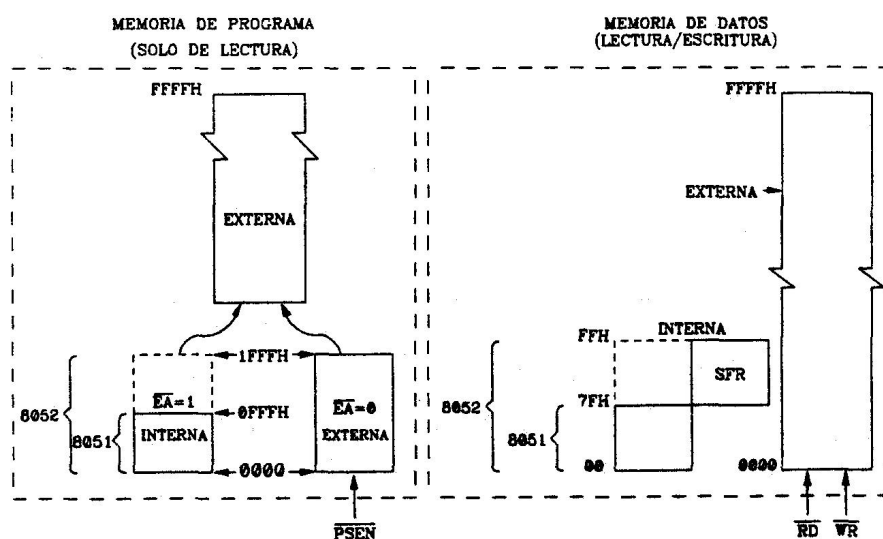 MEMORIA DE PROGRAMA
(SOLO DE LECTURA)
FFFFH
EXTERNA
1FFFH
EA=1
0FFFH
EA=0
8052
8051
INTERNA
EXTERNA
0000
PSEN
MEMORIA DE DATOS
(LECTURA/ESCRITURA)
FFFFH
EXTERNA
INTERNA
FFH
SFR
7FH
8052
8051
00
0000
RD WR